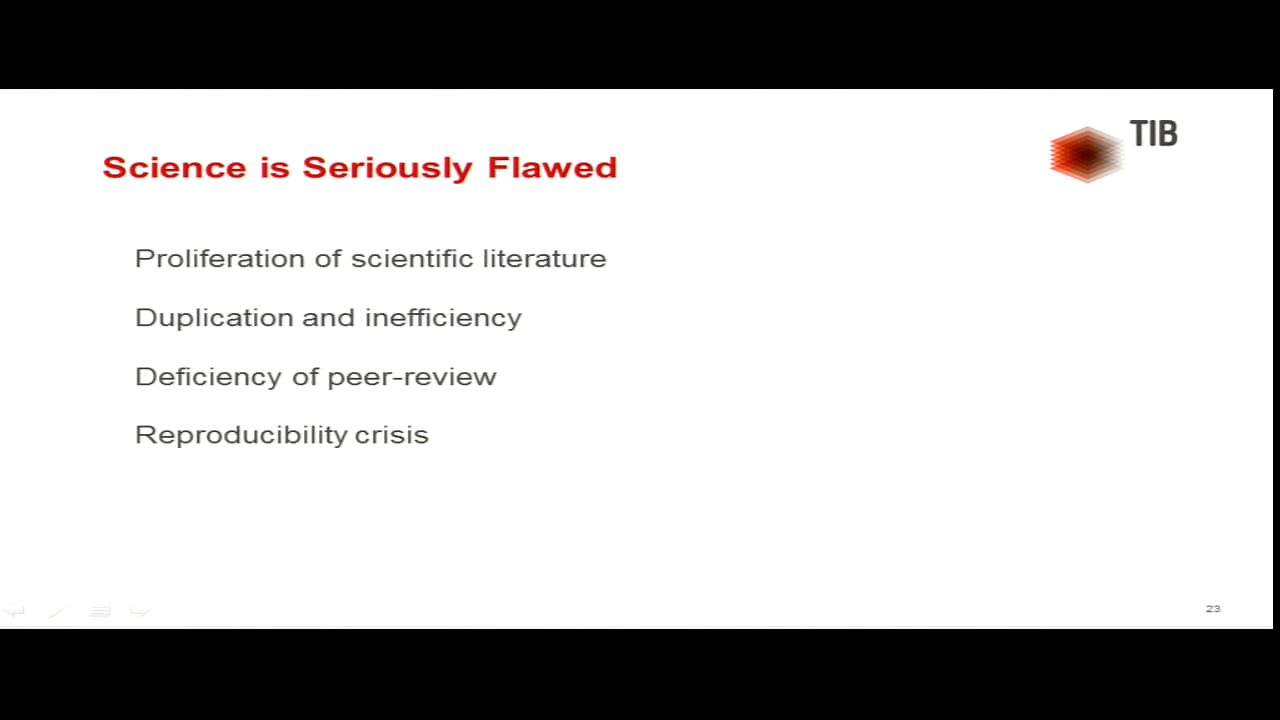 TIB
Science is Seriously Flawed
Proliferation of scientific literature
Duplication and inefficiency
Deficiency of peer-review
Reproducibility crisis
23